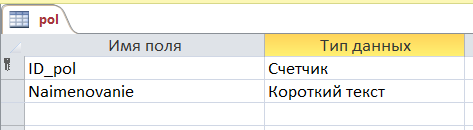 pol
Имя поля Тип данных
ID_pol Счетчик
Naimenovanie Короткий текст